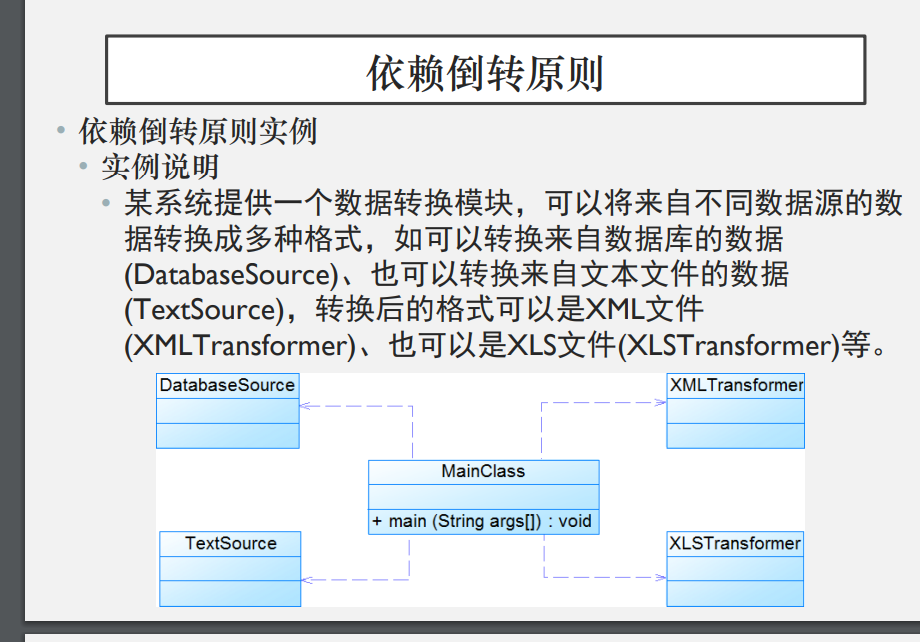 依赖倒转原则
• 依赖倒转原则实例
• 实例说明
• 某系统提供一个数据转换模块，可以将来自不同数据源的数
据转换成多种格式，如可以转换来自数据库的数据
(DatabaseSource)、也可以转换来自文本文件的数据
(TextSource)，转换后的格式可以是XML文件
(XMLTransformer)、也可以是XLS文件(XLSTransformer)等。
DatabaseSource
XMLTransformer
MainClass
+ main (String args[]) : void
TextSource
XLSTransformer